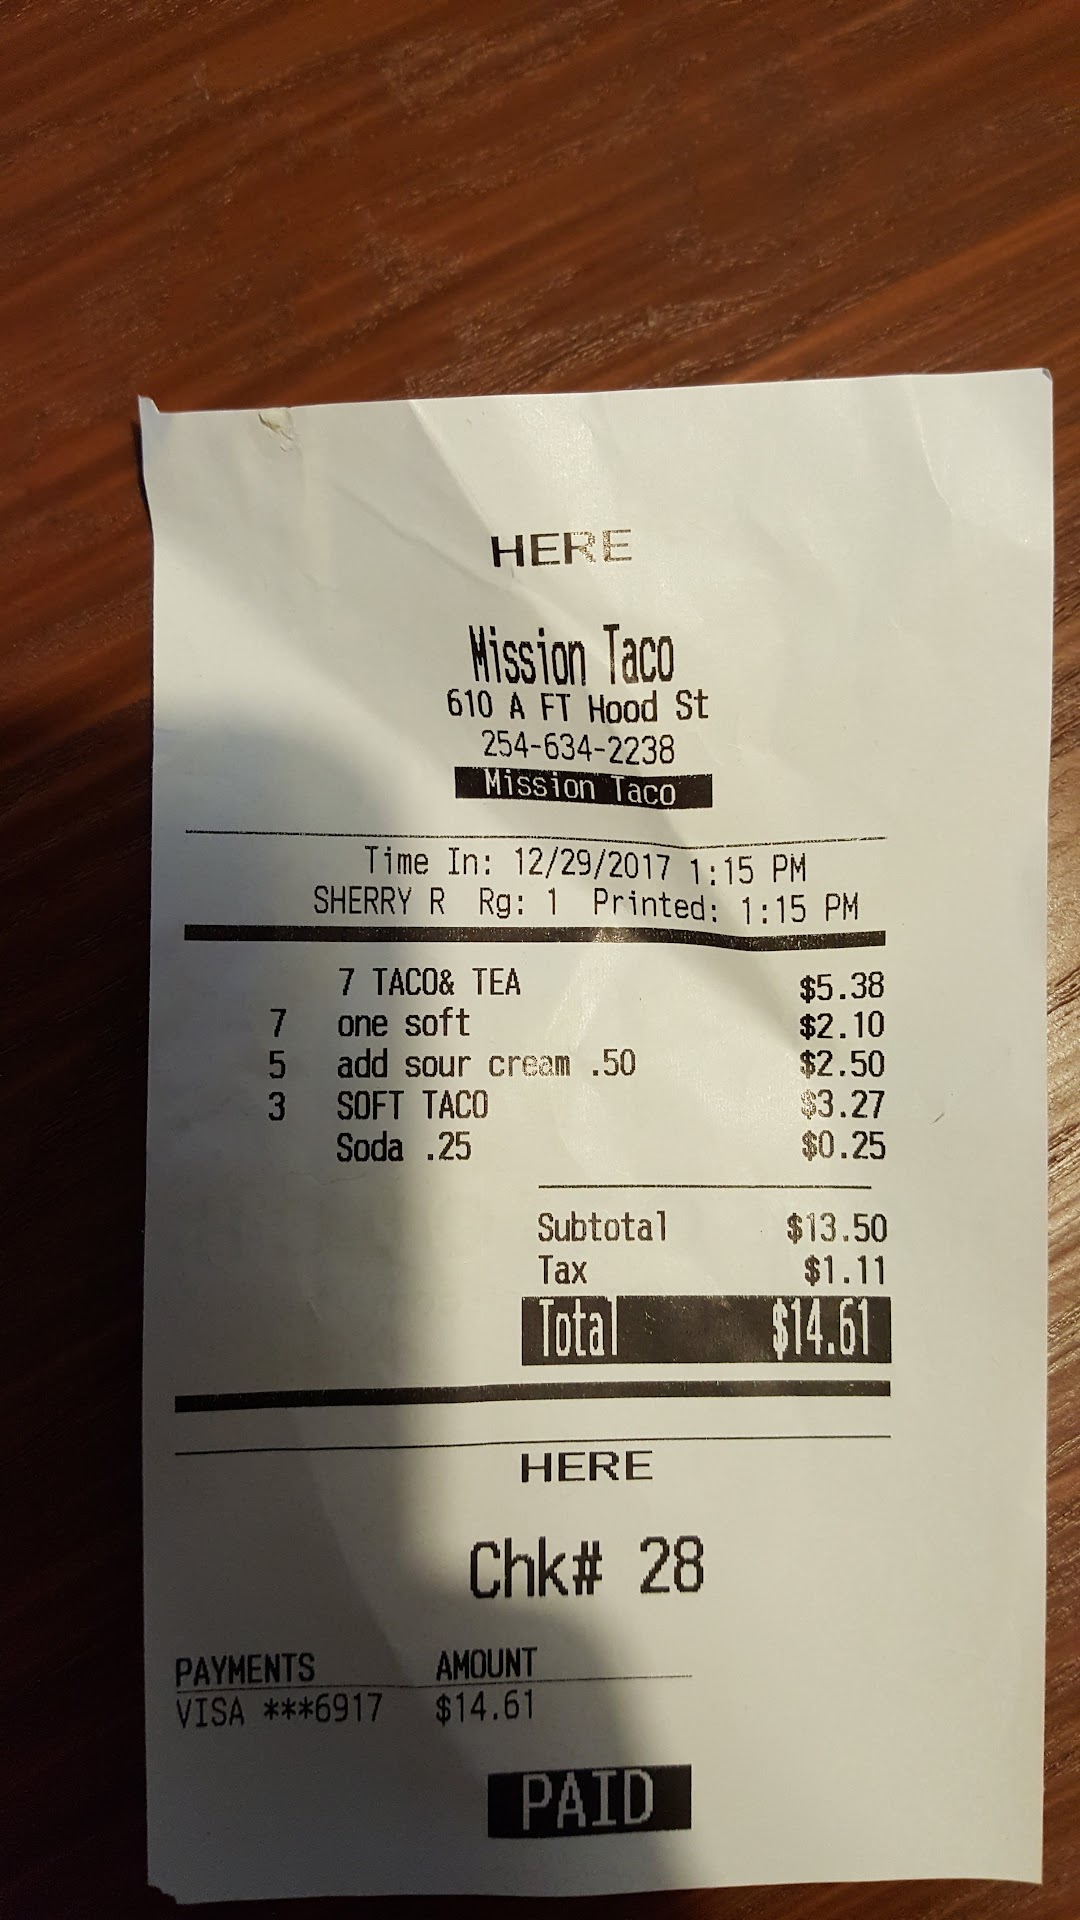 HERE
Mission Taco
610 A FT Hood St
254-634-2238
Mission Taco
Time In: 12/29/2017 1:15 PM
SHERRY R Rg: 1 Printed: 1:15 PM
7 TACO& TEA $5.38
7 one soft $2.10
5 add sour cream .50 $2.50
3 SOFT TACO $3.27
Soda .25 $0.25
Subtotal $13.50
Tax $1.11
Total $14.61
HERE
Chk# 28
PAYMENTS AMOUNT
VISA ***6917 $14.61
PAID